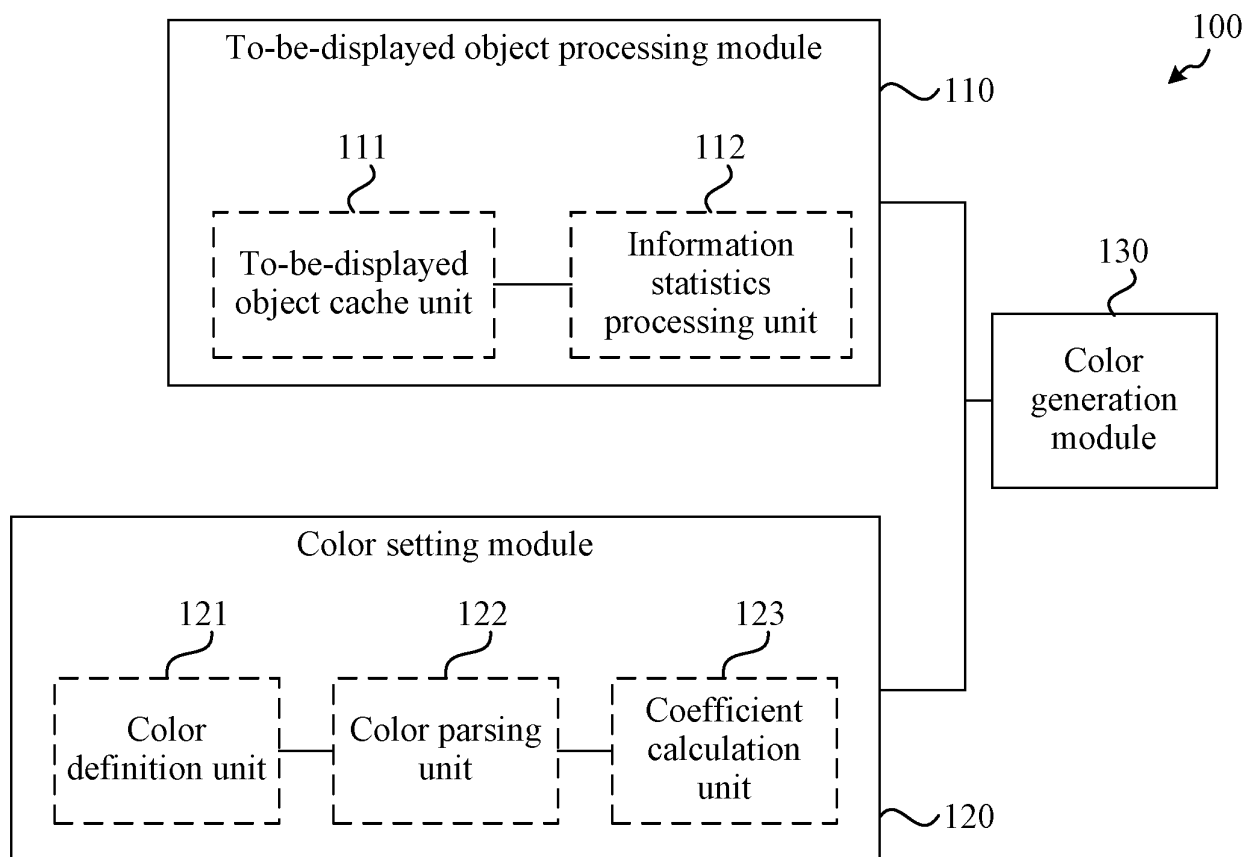 To-be-displayed object processing module
100
110
111
112
To-be-displayed
object cache unit
Information
statistics
processing unit
130
Color
generation
module
Color setting module
121
122
123
Color
definition unit
Color parsing
unit
Coefficient
calculation
unit
120